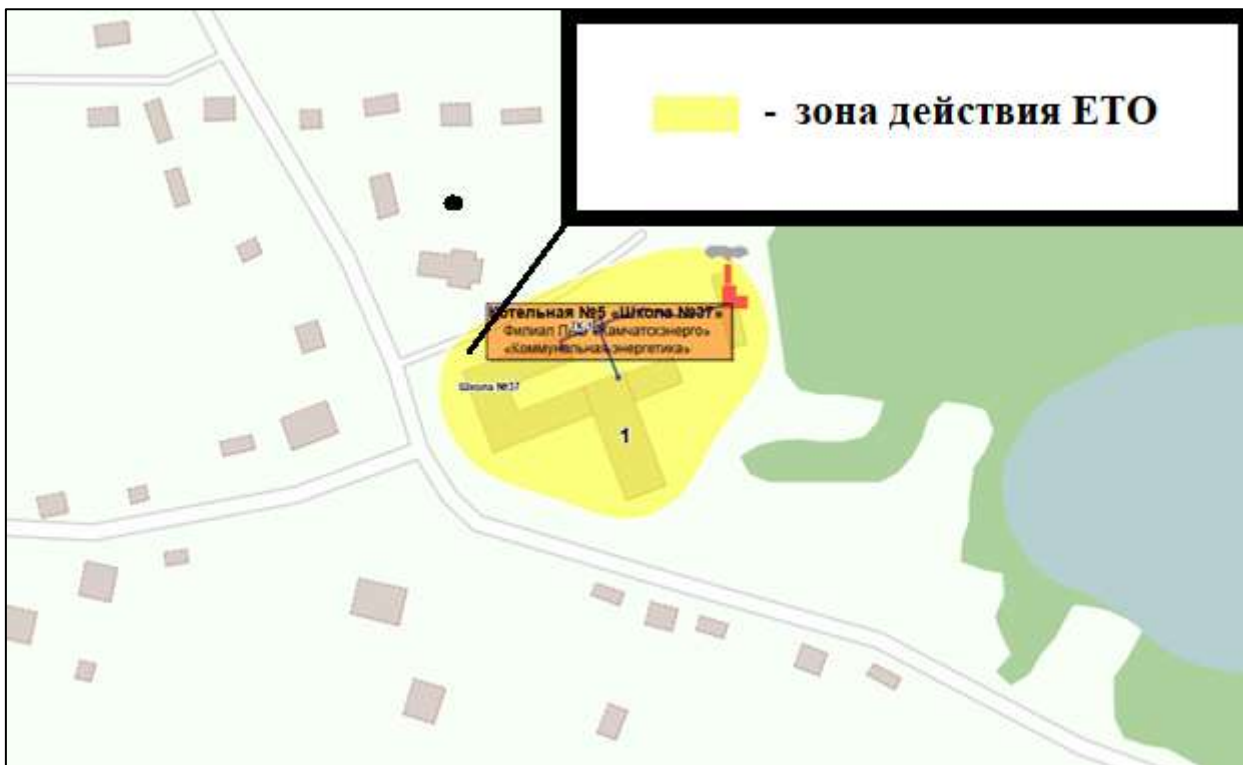 - зона действия ЕТО
Котельная №5 «Школа №37»
Филиал ПАО «Камчатскэнерго»
«Коммунальная энергетика»
Школа №37
1